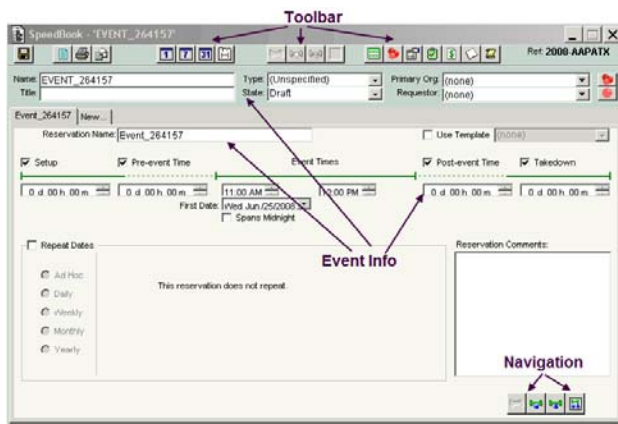 Toolbar
SpeedBook - 'EVENT_264157'
1 7 31
Ref: 2008-AAPATX
Name: EVENT_264157 Type: (Unspecified) Primary Org: (none)
Title: State: Draft Requestor: (none)
Event_264157 New...
Reservation Name: Event_264157 Use Template (none)
Setup Pre-event Time Event Times Post-event Time Takedown
0 d 00 h 00 m 0 d 00 h 00 m 11:00 AM 12:00 PM 0 d 00 h 00 m 0 d 00 h 00 m
First Date: Wed Jun/25/2008
Spans Midnight
Repeat Dates Reservation Comments:
Event Info
Ad Hoc
This reservation does not repeat.
Daily
Weekly
Monthly
Yearly
Navigation